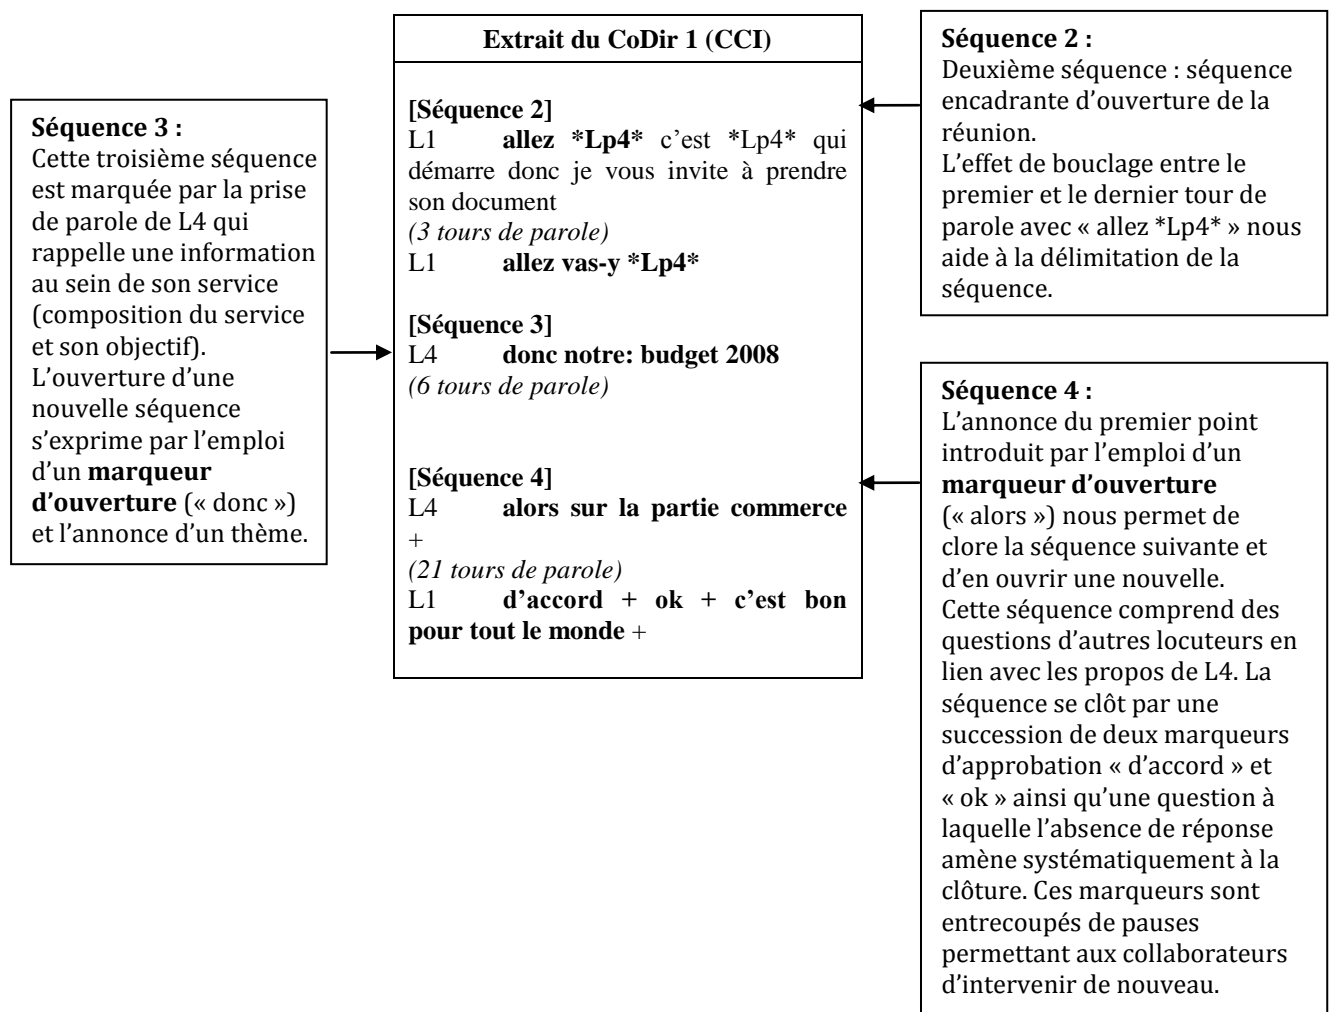 Extrait du CoDir 1 (CCI)
[Séquence 2]
L1 allez *Lp4* c’est *Lp4* qui
démarre donc je vous invite à prendre
son document
(3 tours de parole)
L1 allez vas-y *Lp4*
[Séquence 3]
L4 donc notre: budget 2008
(6 tours de parole)
[Séquence 4]
L4 alors sur la partie commerce
+
(21 tours de parole)
L1 d’accord + ok + c’est bon
pour tout le monde +
Séquence 3 :
Cette troisième séquence
est marquée par la prise
de parole de L4 qui
rappelle une information
au sein de son service
(composition du service
et son objectif).
L’ouverture d’une
nouvelle séquence
s’exprime par l’emploi
d’un marqueur
d’ouverture (« donc »)
et l’annonce d’un thème.
Séquence 2 :
Deuxième séquence : séquence
encadrante d’ouverture de la
réunion.
L’effet de bouclage entre le
premier et le dernier tour de
parole avec « allez *Lp4* » nous
aide à la délimitation de la
séquence.
Séquence 4 :
L’annonce du premier point
introduit par l’emploi d’un
marqueur d’ouverture
(« alors ») nous permet de
clore la séquence suivante et
d’en ouvrir une nouvelle.
Cette séquence comprend des
questions d’autres locuteurs en
lien avec les propos de L4. La
séquence se clôt par une
succession de deux marqueurs
d’approbation « d’accord » et
« ok » ainsi qu’une question à
laquelle l’absence de réponse
amène systématiquement à la
clôture. Ces marqueurs sont
entrecoupés de pauses
permettant aux collaborateurs
d’intervenir de nouveau.